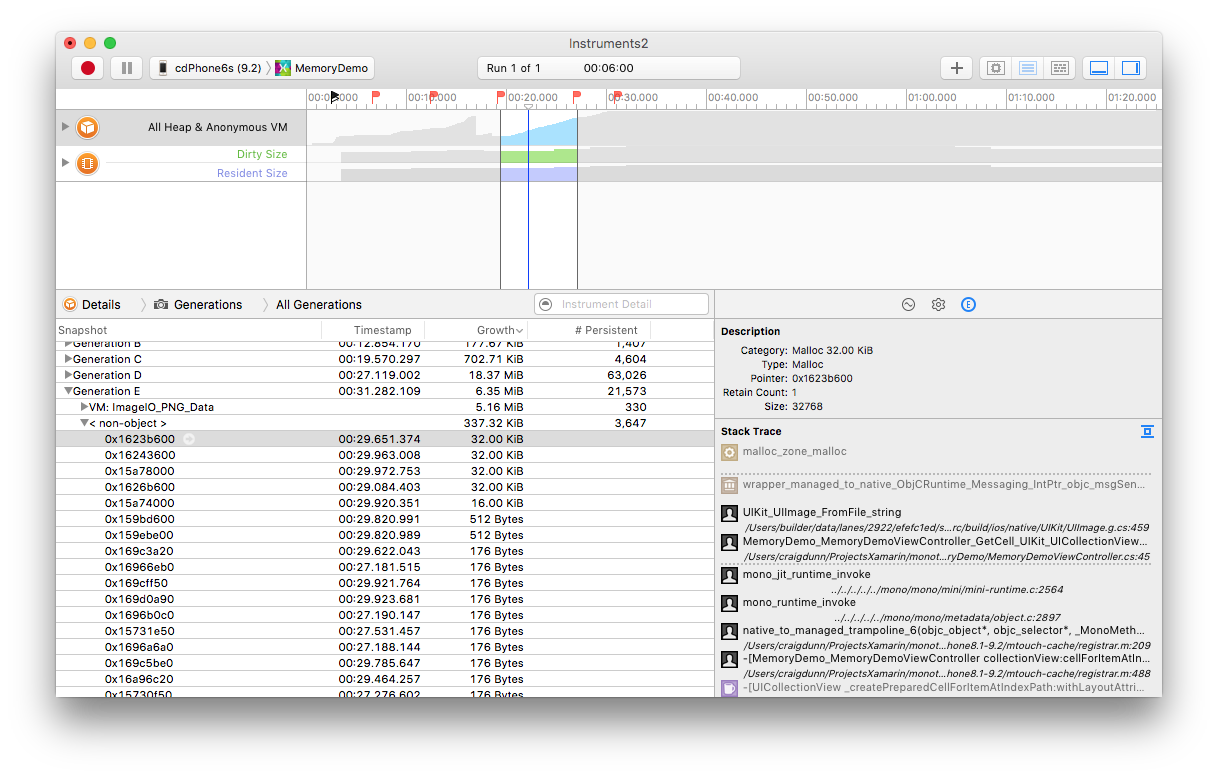 Instruments2
cdPhone6s (9.2) MemoryDemo
Run 1 of 1 00:06:00
00:00.000 00:10.000 00:20.000 00:30.000 00:40.000 00:50.000 01:00.000 01:10.000 01:20.000
All Heap & Anonymous VM
Dirty Size
Resident Size
Details Generations All Generations
Instrument Detail
Snapshot Timestamp Growth # Persistent
Generation B 00:12.854.170 177.67 KiB 1,407
Generation C 00:19.570.297 702.71 KiB 4,604
Generation D 00:27.119.002 18.37 MiB 63,026
Generation E 00:31.282.109 6.35 MiB 21,573
VM: ImageIO_PNG_Data 5.16 MiB 330
< non-object > 337.32 KiB 3,647
0x1623b600 00:29.651.374 32.00 KiB
0x16243600 00:29.963.008 32.00 KiB
0x15a78000 00:29.972.753 32.00 KiB
0x1626b600 00:29.084.403 32.00 KiB
0x15a74000 00:29.920.351 16.00 KiB
0x159bd600 00:29.820.991 512 Bytes
0x159ebe00 00:29.820.989 512 Bytes
0x169c3a20 00:29.622.043 176 Bytes
0x16966eb0 00:27.181.515 176 Bytes
0x169cff50 00:29.921.764 176 Bytes
0x169d0a90 00:29.923.681 176 Bytes
0x1696b0c0 00:27.190.147 176 Bytes
0x15731e50 00:27.531.457 176 Bytes
0x1696a6a0 00:27.188.144 176 Bytes
0x169c5be0 00:29.785.647 176 Bytes
0x16a96c20 00:29.464.257 176 Bytes
0x15730f50 00:27.276.602 176 Bytes
E
Description
Category: Malloc 32.00 KiB
Type: Malloc
Pointer: 0x1623b600
Retain Count: 1
Size: 32768
Stack Trace
malloc_zone_malloc
wrapper_managed_to_native_ObjCRuntime_Messaging_IntPtr_objc_msgSen...
UIKit_UIImage_FromFile_string
/Users/builder/data/lanes/2922/efefc1ed/s...rc/build/ios/native/UIKit/UIImage.g.cs:459
MemoryDemo_MemoryDemoViewController_GetCell_UIKit_UICollectionView...
/Users/craigdunn/ProjectsXamarin/monot...ryDemo/MemoryDemoViewController.cs:45
mono_jit_runtime_invoke
../../../../../mono/mono/mini/mini-runtime.c:2564
mono_runtime_invoke
../../../../../mono/metadata/object.c:2897
native_to_managed_trampoline_6(objc_object*, objc_selector*, _MonoMeth...
/Users/craigdunn/ProjectsXamarin/monot...hone8.1-9.2/mtouch-cache/registrar.m:209
-[MemoryDemo_MemoryDemoViewController collectionView:cellForItemAtIn...
/Users/craigdunn/ProjectsXamarin/monot...hone8.1-9.2/mtouch-cache/registrar.m:488
-[UICollectionView _createPreparedCellForItemAtIndexPath:withLayoutAttri...